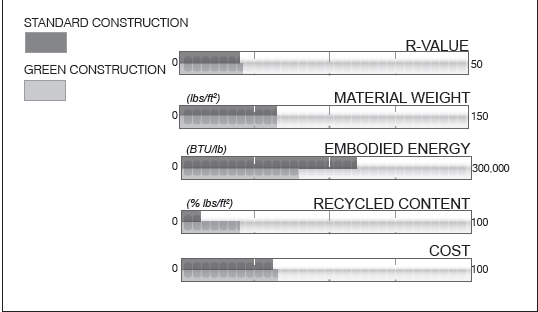 STANDARD CONSTRUCTION
GREEN CONSTRUCTION
R-VALUE
0 50
(lbs/ft²) MATERIAL WEIGHT
0 150
(BTU/lb) EMBODIED ENERGY
0 300,000
(% lbs/ft²) RECYCLED CONTENT
0 100
COST
0 100